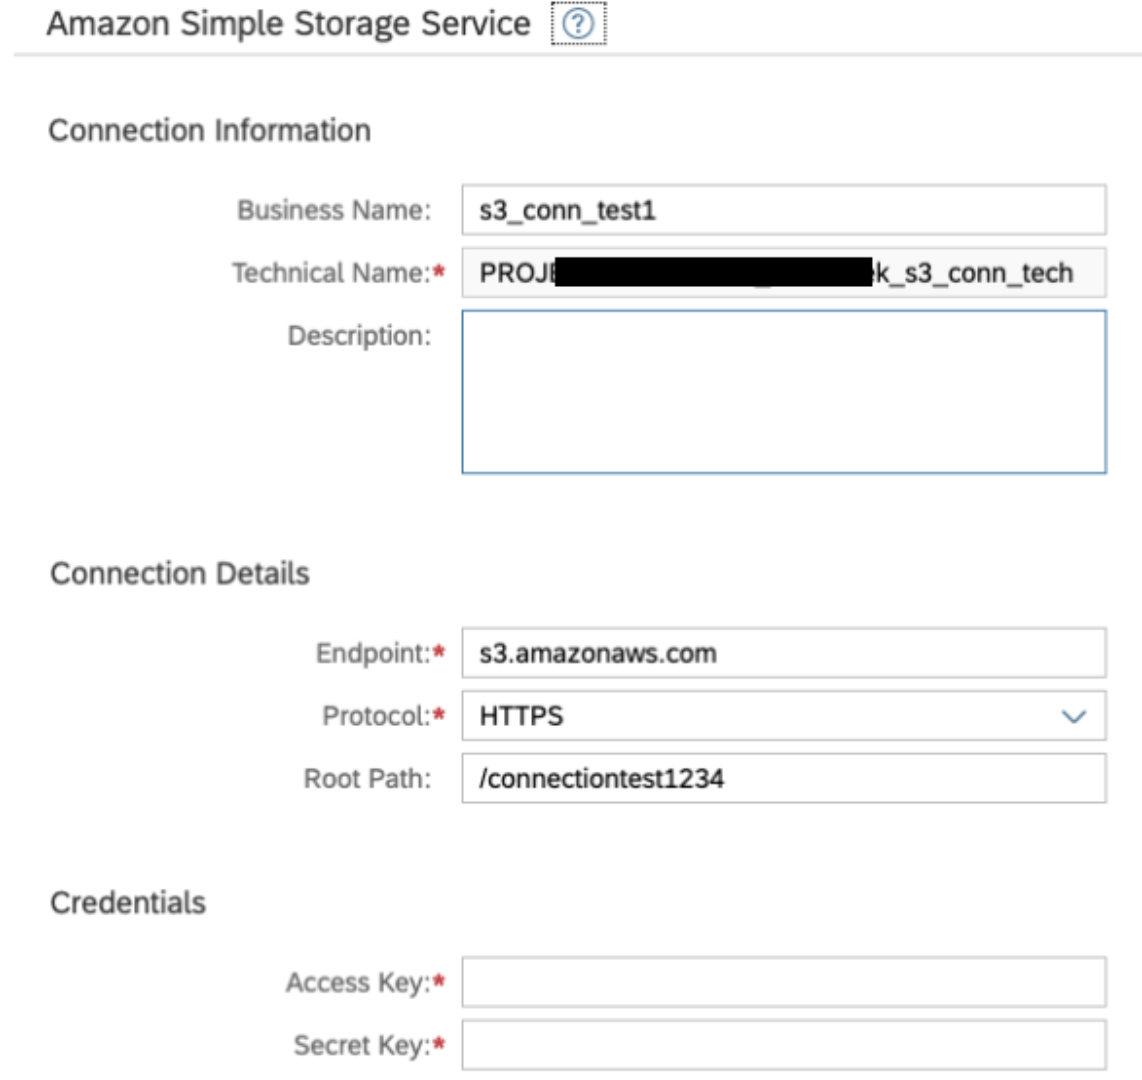 Amazon Simple Storage Service ?
Connection Information
Business Name: s3_conn_test1
Technical Name:* PROJ k_s3_conn_tech
Description:
Connection Details
Endpoint:* s3.amazonaws.com
Protocol:* HTTPS
Root Path: /connectiontest1234
Credentials
Access Key:*
Secret Key:*